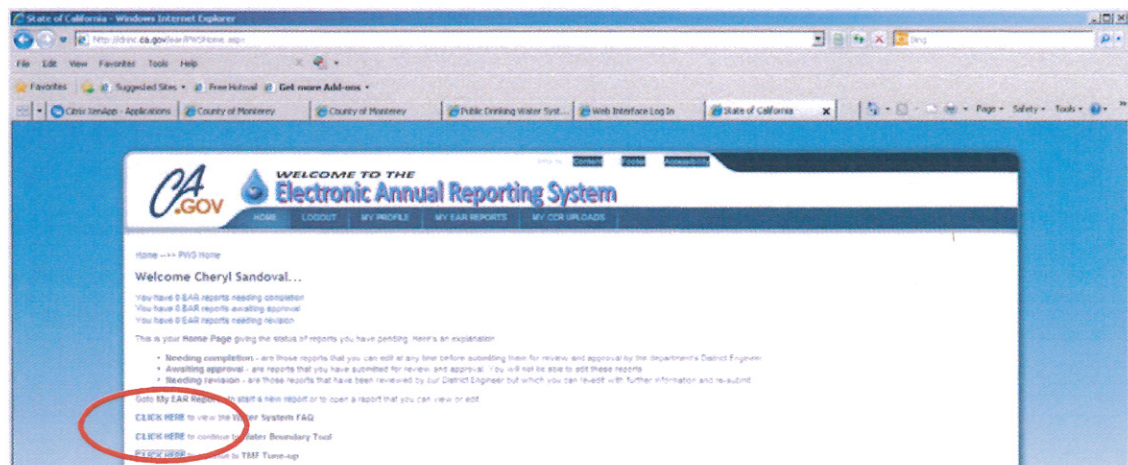 State of California - Windows Internet Explorer
bing
File Edit View Favorites Tools Help
Favorites Suggested Sites Free Hotmail Get more Add-ons
Citrix XenApp - Applications County of Monterey County of Monterey Public Drinking Water Syst... Web Interface Log In State of California x Page Safety Tools »
Content Footer Accessibility
CA.GOV
WELCOME TO THE
Electronic Annual Reporting System
HOME LOGOUT MY PROFILE MY EAR REPORTS MY CCR UPLOADS
Home -->> PWS Home
Welcome Cheryl Sandoval...
You have 0 EAR reports needing completion
You have 0 EAR reports awaiting approval
You have 0 EAR reports needing revision
This is your Home Page giving the status of reports you have pending. Here's an explanation
• Needing completion - are those reports that you can edit at any time before submitting them for review and approval by the department's District Engineer
• Awaiting approval - are reports that you have submitted for review and approval. You will not be able to edit these reports
• Needing revision - are those reports that have been reviewed by our District Engineer but which you can reedit with further information and re-submit
Goto My EAR Reports to start a new report or to open a report that you can view or edit
CLICK HERE to view the Water System FAQ
CLICK HERE to continue to Water Boundary Tool
CLICK HERE to TMF Tune-up